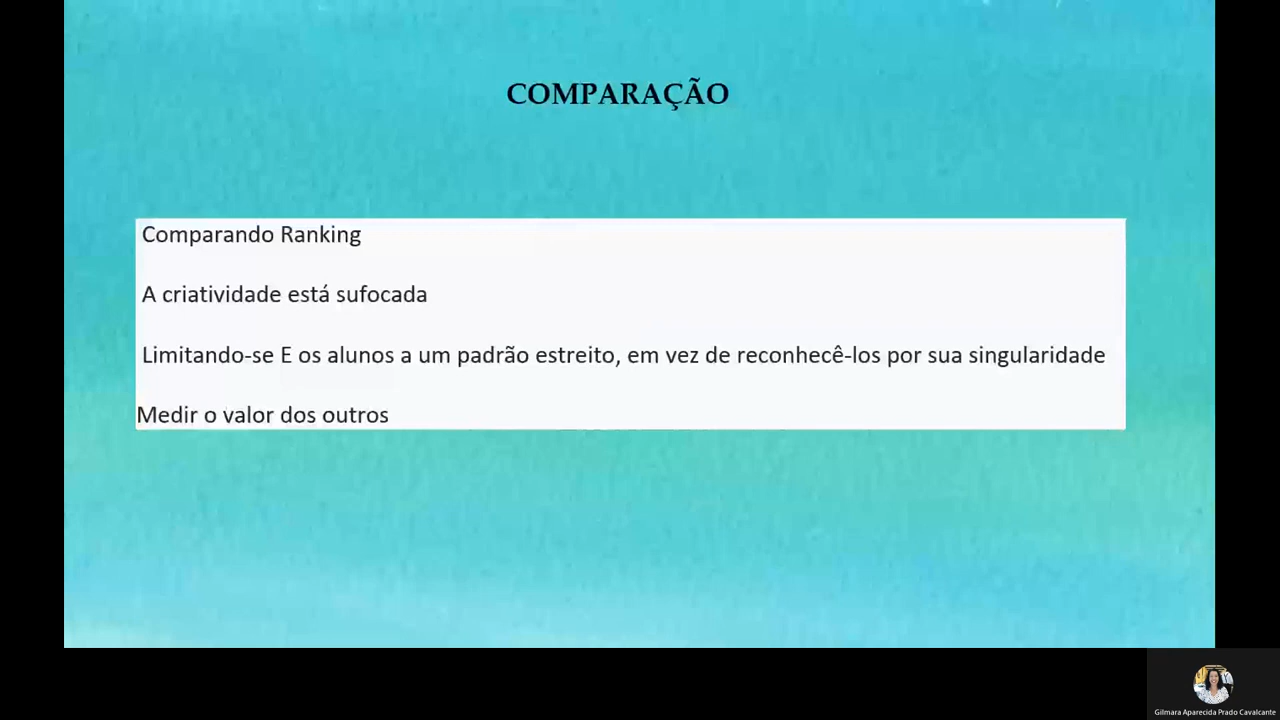 COMPARAÇÃO
Comparando Ranking
A criatividade está sufocada
Limitando-se E os alunos a um padrão estreito, em vez de reconhecê-los por sua singularidade
Medir o valor dos outros
Gilmara Aparecida Prado Cavalcante